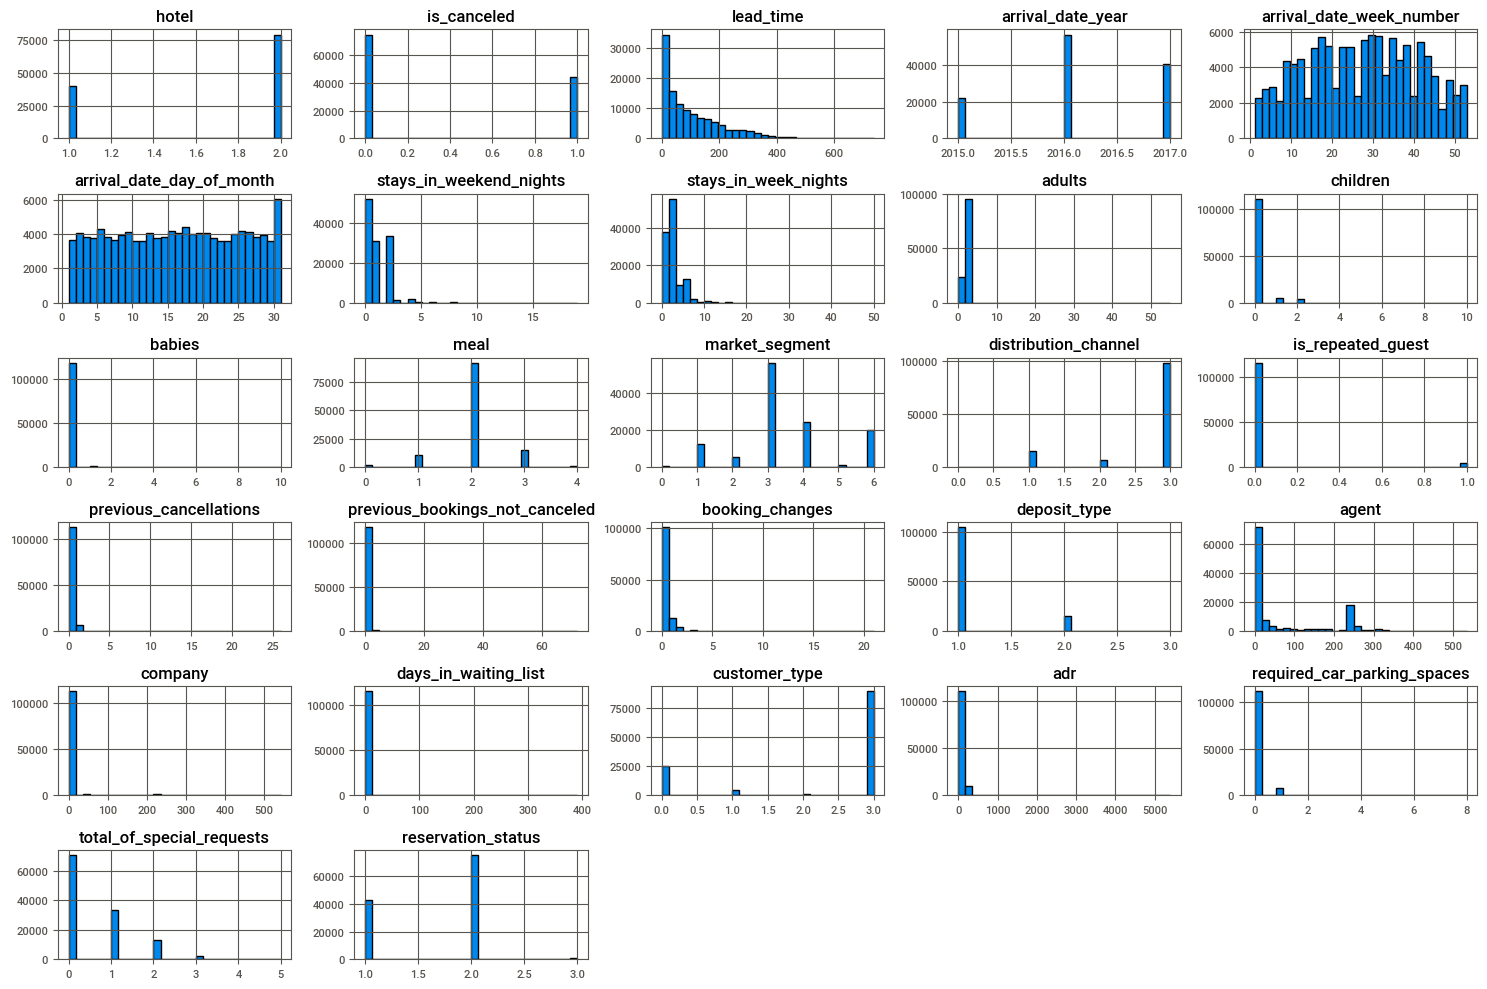 hotel
75000
50000
25000
0
1.0 1.2 1.4 1.6 1.8 2.0
is_canceled
60000
40000
20000
0
0.0 0.2 0.4 0.6 0.8 1.0
lead_time
30000
20000
10000
0
0 200 400 600
arrival_date_year
40000
20000
0
2015.0 2015.5 2016.0 2016.5 2017.0
arrival_date_week_number
6000
4000
2000
0
0 10 20 30 40 50
arrival_date_day_of_month
6000
4000
2000
0
0 5 10 15 20 25 30
stays_in_weekend_nights
40000
20000
0
0 5 10 15
stays_in_week_nights
40000
20000
0
0 10 20 30 40 50
adults
100000
50000
0
0 10 20 30 40 50
children
100000
50000
0
0 2 4 6 8 10
babies
100000
50000
0
0 2 4 6 8 10
meal
75000
50000
25000
0
0 1 2 3 4
market_segment
40000
20000
0
0 1 2 3 4 5 6
distribution_channel
100000
50000
0
0.0 0.5 1.0 1.5 2.0 2.5 3.0
is_repeated_guest
100000
50000
0
0.0 0.2 0.4 0.6 0.8 1.0
previous_cancellations
100000
50000
0
0 5 10 15 20 25
previous_bookings_not_canceled
100000
50000
0
0 20 40 60
booking_changes
100000
50000
0
0 5 10 15 20
deposit_type
100000
50000
0
1.0 1.5 2.0 2.5 3.0
agent
60000
40000
20000
0
0 100 200 300 400 500
company
100000
50000
0
0 100 200 300 400 500
days_in_waiting_list
100000
50000
0
0 100 200 300 400
customer_type
75000
50000
25000
0
0.0 0.5 1.0 1.5 2.0 2.5 3.0
adr
100000
50000
0
0 1000 2000 3000 4000 5000
required_car_parking_spaces
100000
50000
0
0 2 4 6 8
total_of_special_requests
60000
40000
20000
0
0 1 2 3 4 5
reservation_status
60000
40000
20000
0
1.0 1.5 2.0 2.5 3.0